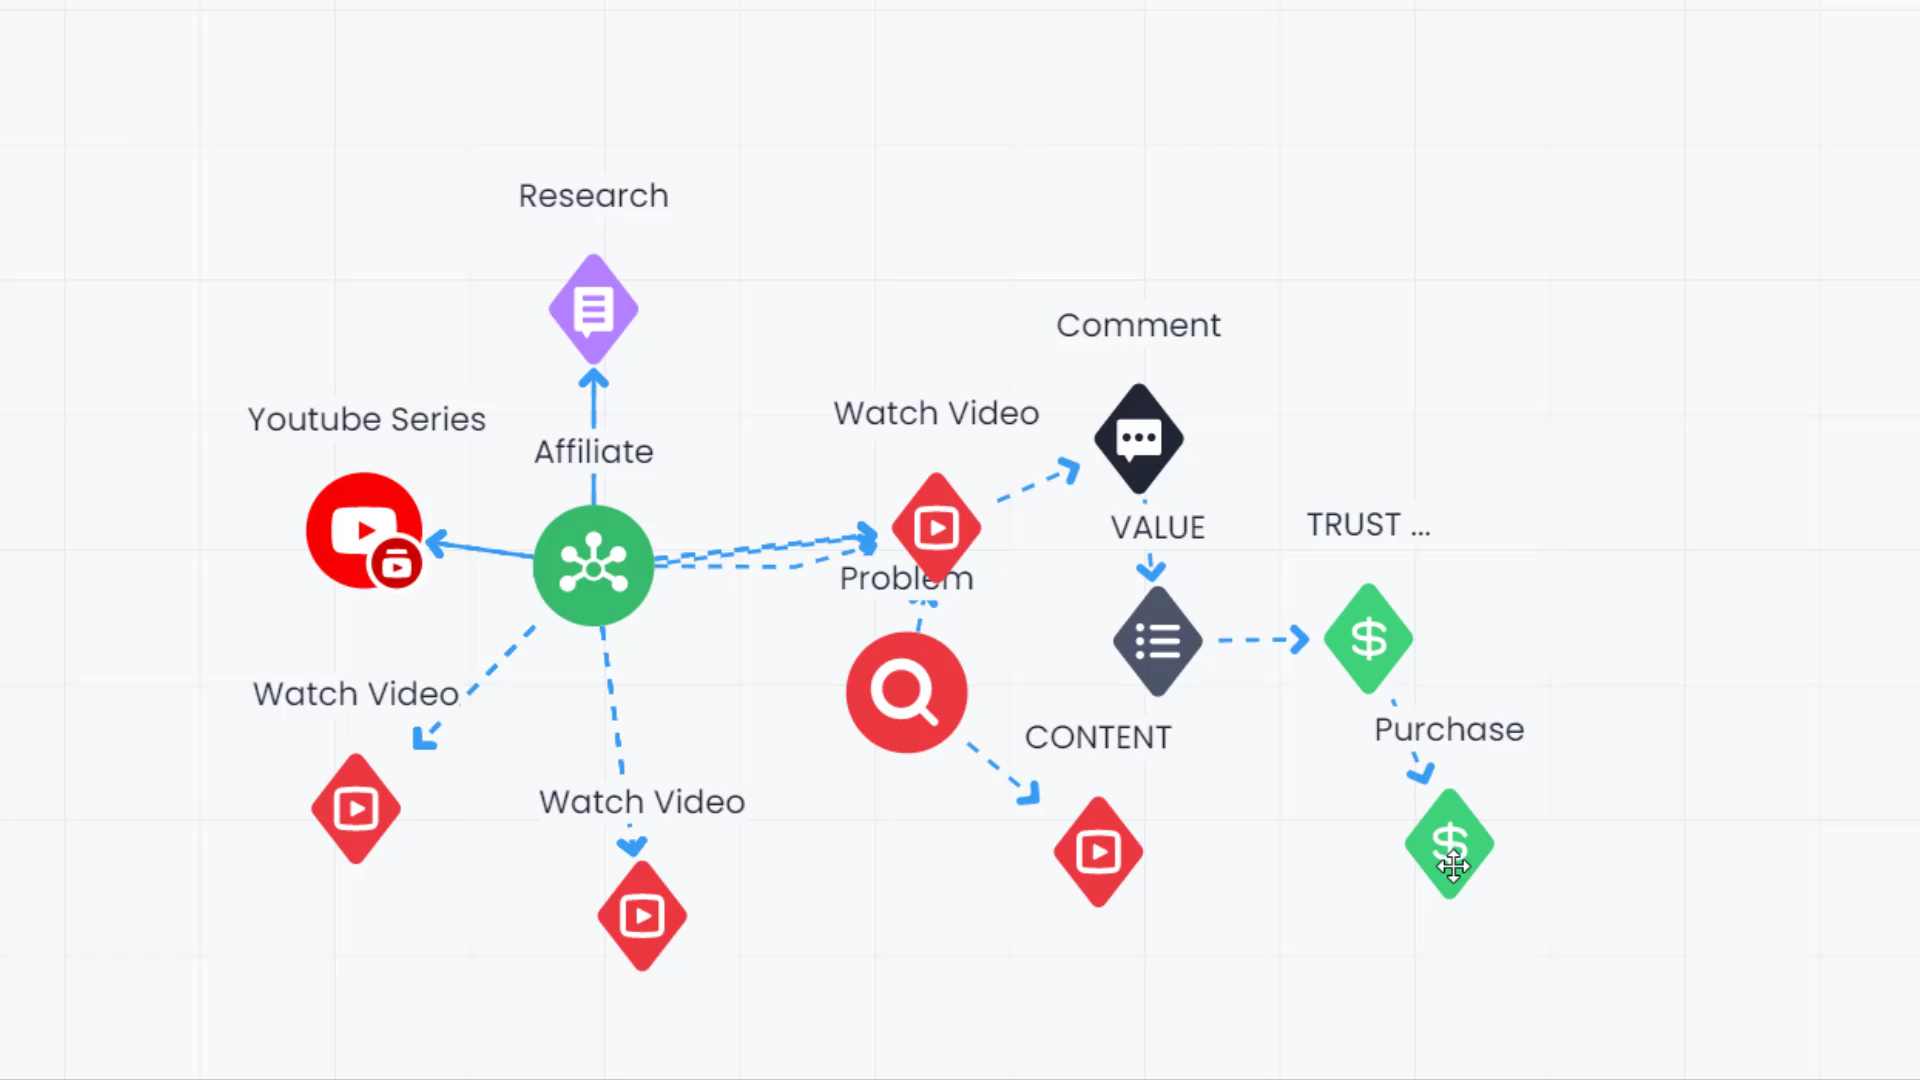 Research
Comment
Watch Video
Youtube Series
Affiliate
TRUST ...
VALUE
Problem
Watch Video
Purchase
CONTENT
Watch Video